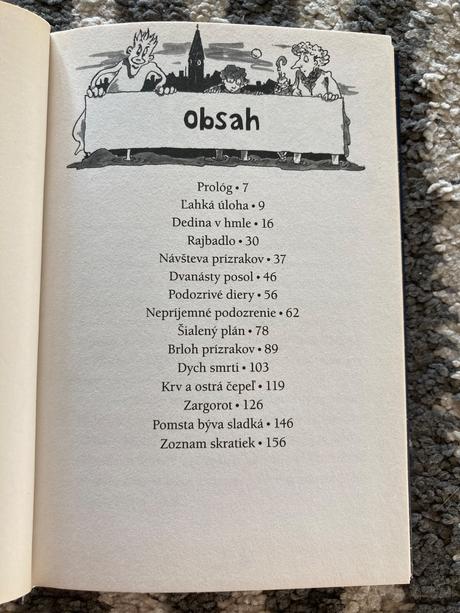 Obsah
Prológ • 7
Ľahká úloha • 9
Dedina v hmle • 16
Rajbadlo • 30
Návšteva prízrakov • 37
Dvanásty posol • 46
Podozrivé diery • 56
Nepríjemné podozrenie • 62
Šialený plán • 78
Brloh prízrakov • 89
Dych smrti • 103
Krv a ostrá čepeľ • 119
Zargorot • 126
Pomsta býva sladká • 146
Zoznam skratiek • 156